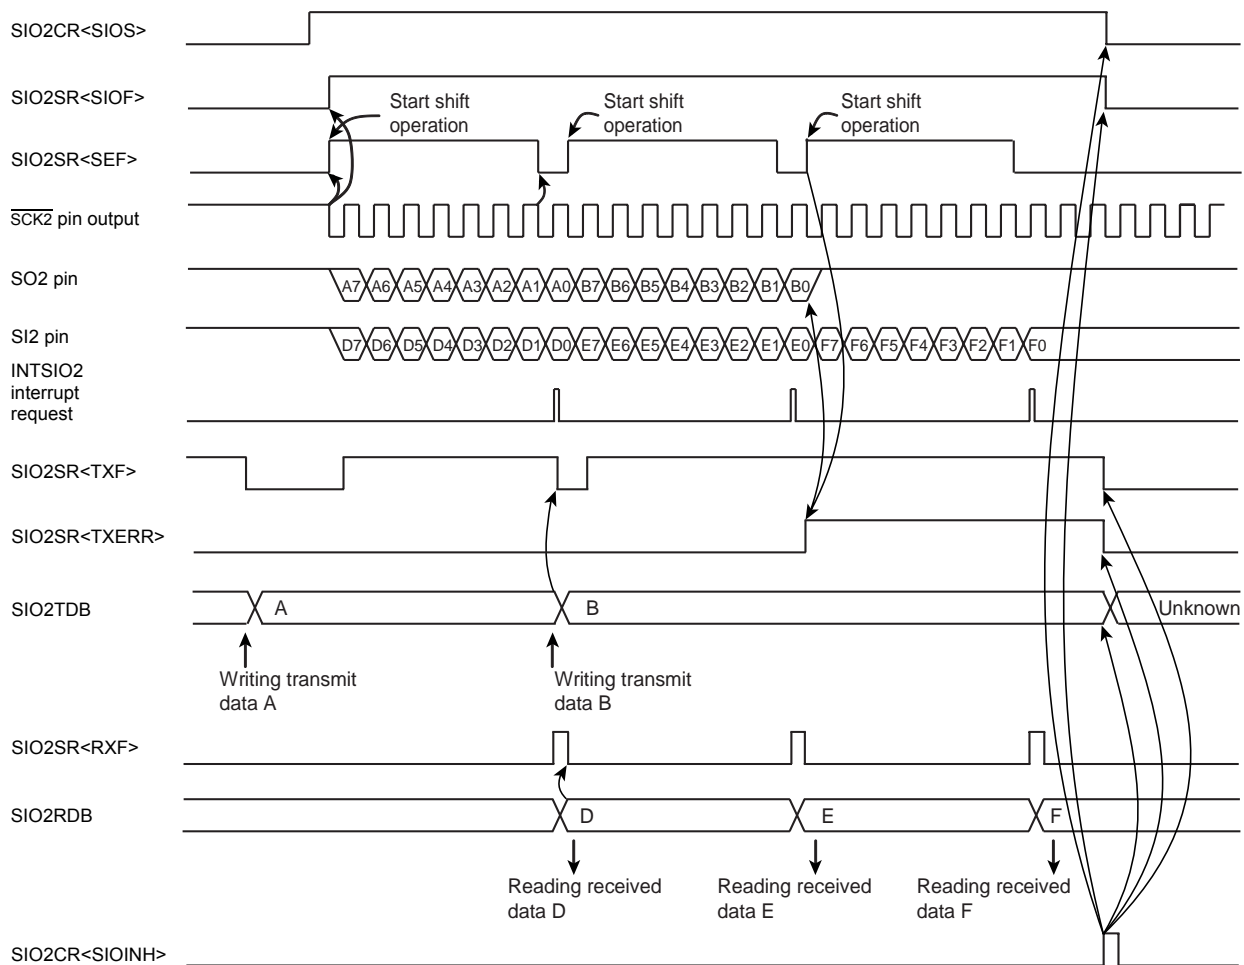 SIO2CR<SIOS>
SIO2SR<SIOF>
Start shift
operation
Start shift
operation
Start shift
operation
SIO2SR<SEF>
SCK2 pin output
SO2 pin
A7 A6 A5 A4 A3 A2 A1 A0 B7 B6 B5 B4 B3 B2 B1 B0
SI2 pin
D7 D6 D5 D4 D3 D2 D1 D0 E7 E6 E5 E4 E3 E2 E1 E0 F7 F6 F5 F4 F3 F2 F1 F0
INTSIO2
interrupt
request
SIO2SR<TXF>
SIO2SR<TXERR>
SIO2TDB
A
B
Unknown
Writing transmit
data A
Writing transmit
data B
SIO2SR<RXF>
SIO2RDB
D
E
F
Reading received
data D
Reading received
data E
Reading received
data F
SIO2CR<SIOINH>